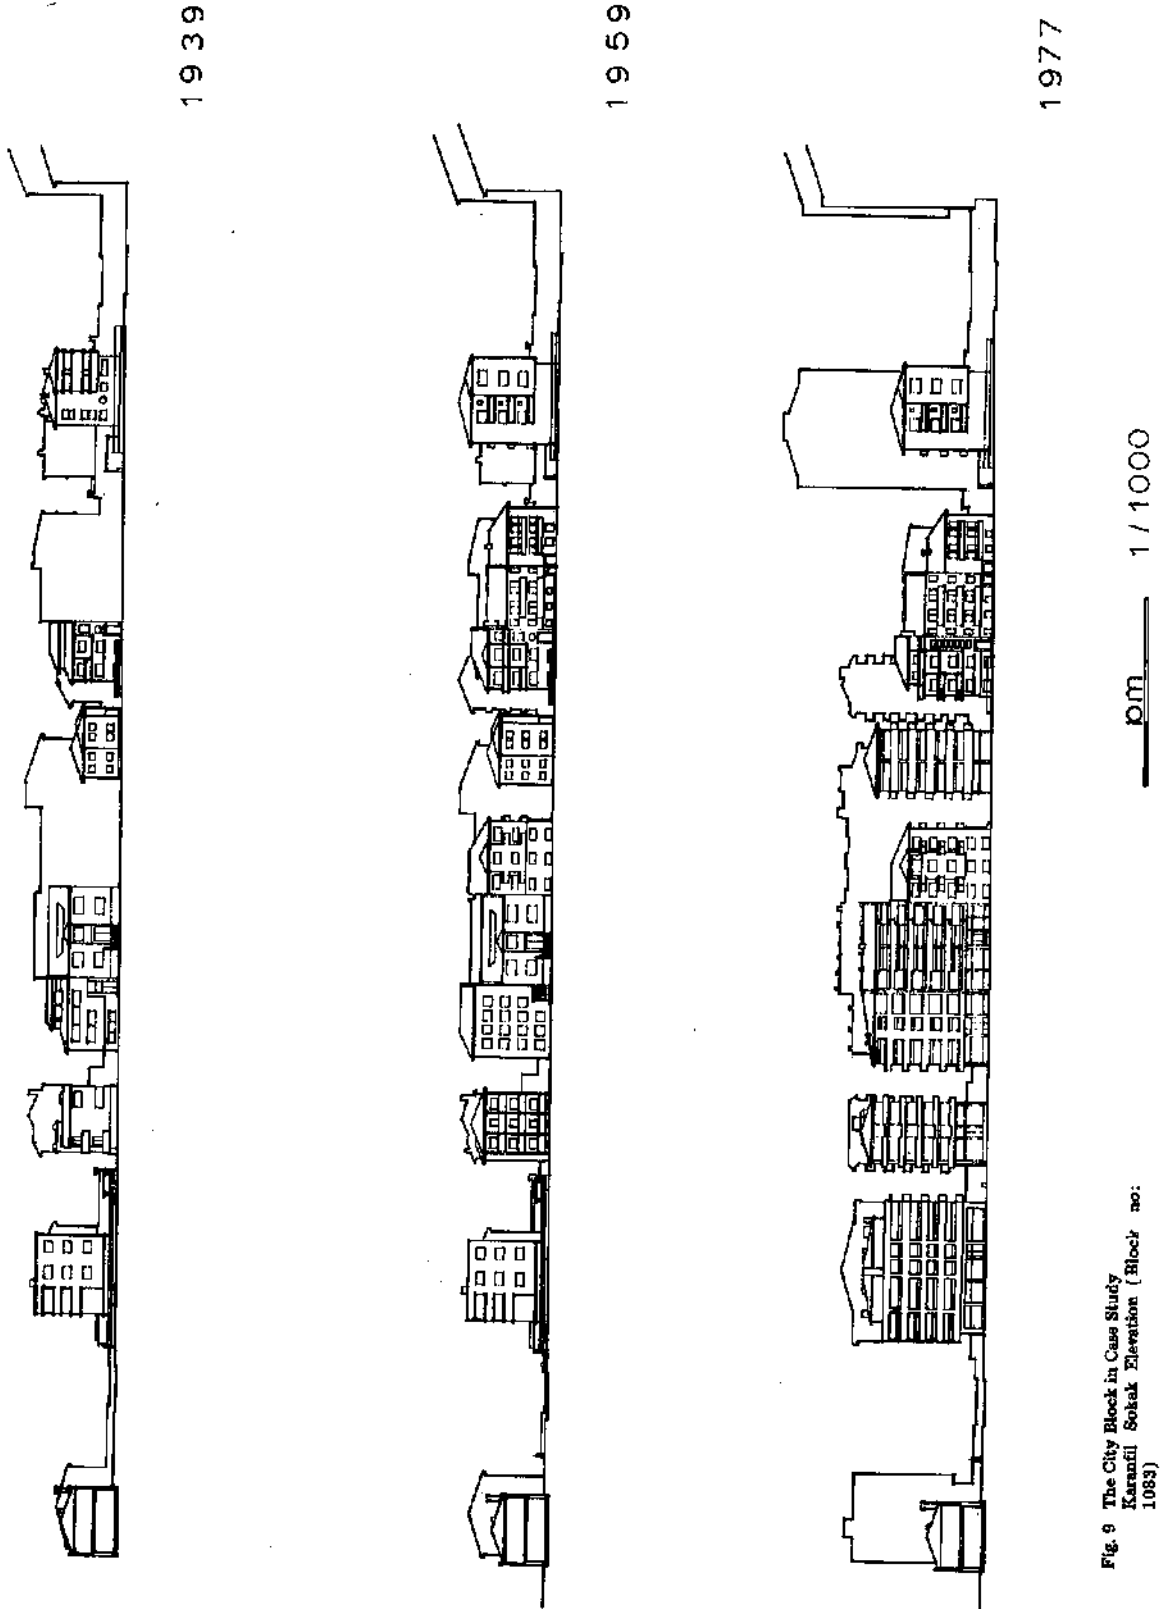 1939
1959
1977
10m
1/1000
Fig. 9 The City Block in Case Study
Karanfil Sokak Elevation (Block no:
1083)